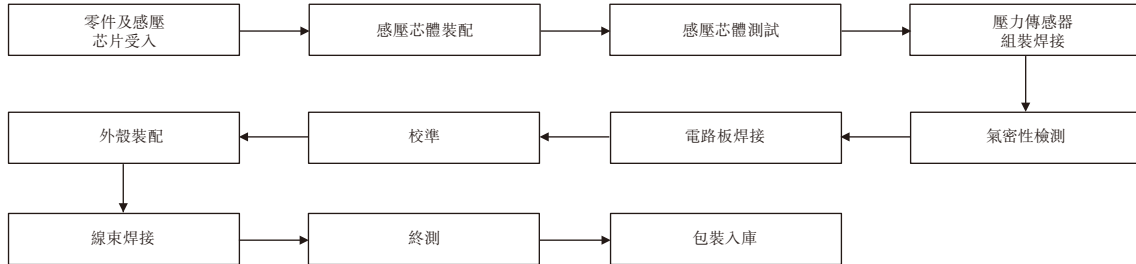 零件及感壓
芯片受入
感壓芯體裝配
感壓芯體測試
壓力傳感器
組裝焊接
氣密性檢測
電路板焊接
校準
外殼裝配
線束焊接
終測
包裝入庫